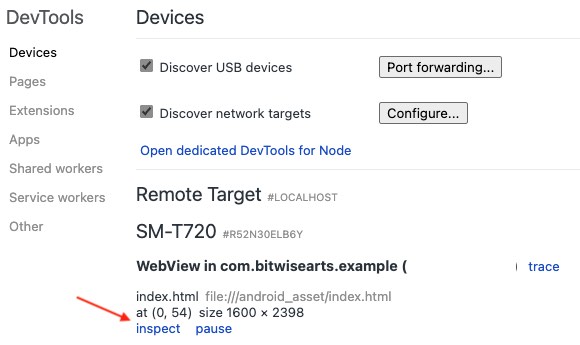 DevTools
Devices
Pages
Extensions
Apps
Shared workers
Service workers
Other
Devices
Discover USB devices
Port forwarding...
Discover network targets
Configure...
Open dedicated DevTools for Node
Remote Target #LOCALHOST
SM-T720 #R52N30ELB6Y
WebView in com.bitwisearts.example ( ) trace
index.html file:///android_asset/index.html
at (0, 54) size 1600 × 2398
inspect pause